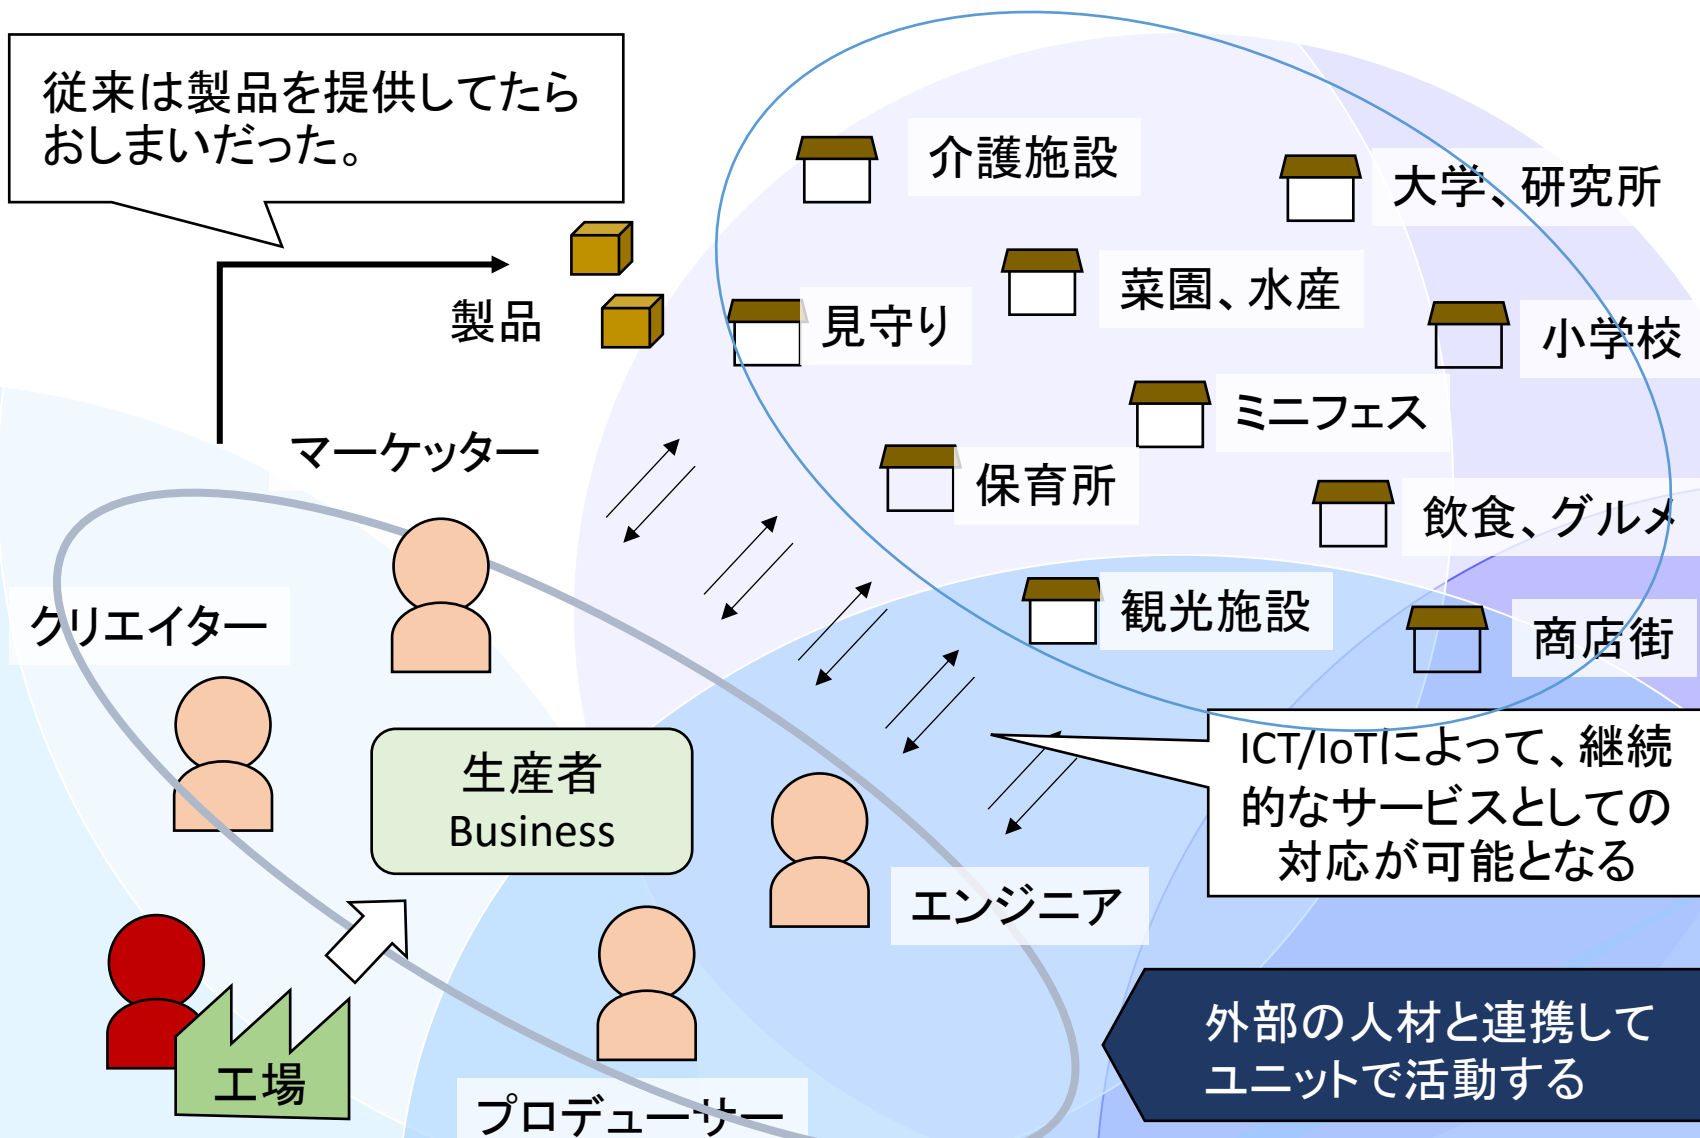 従来は製品を提供してたら
おしまいだった。
介護施設
大学、研究所
製品
見守り
菜園、水産
小学校
マーケッター
ミニフェス
保育所
飲食、グルメ
クリエイター
観光施設
商店街
生産者
Business
ICT/IoTによって、継続
的なサービスとしての
対応が可能となる
エンジニア
外部の人材と連携して
ユニットで活動する
工場
プロデューサー